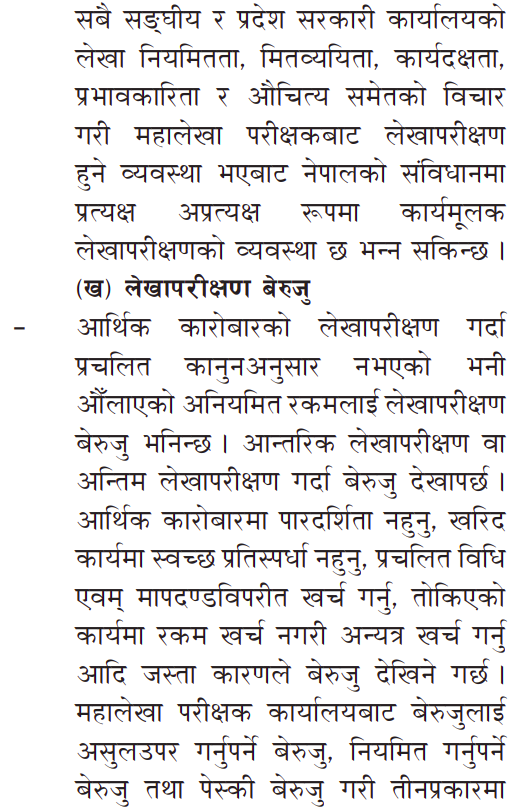 सबै सङ्घीय र प्रदेश सरकारी कार्यालयको
लेखा नियमितता, मितव्ययिता, कार्यदक्षता,
प्रभावकारिता र औचित्य समेतको विचार
गरी महालेखा परीक्षकबाट लेखापरीक्षण
हुने व्यवस्था भएबाट नेपालको संविधानमा
प्रत्यक्ष अप्रत्यक्ष रूपमा कार्यमूलक
लेखापरीक्षणको व्यवस्था छ भन्न सकिन्छ ।
(ख) लेखापरीक्षण बेरुजु
– आर्थिक कारोबारको लेखापरीक्षण गर्दा
प्रचलित कानुनअनुसार नभएको भनी
औँलाएको अनियमित रकमलाई लेखापरीक्षण
बेरुजु भनिन्छ । आन्तरिक लेखापरीक्षण वा
अन्तिम लेखापरीक्षण गर्दा बेरुजु देखापर्छ ।
आर्थिक कारोबारमा पारदर्शिता नहुनु, खरिद
कार्यमा स्वच्छ प्रतिस्पर्धा नहुनु, प्रचलित विधि
एवम् मापदण्डविपरीत खर्च गर्नु, तोकिएको
कार्यमा रकम खर्च नगरी अन्यत्र खर्च गर्नु
आदि जस्ता कारणले बेरुजु देखिने गर्छ ।
महालेखा परीक्षक कार्यालयबाट बेरुजुलाई
असुलउपर गर्नुपर्ने बेरुजु, नियमित गर्नुपर्ने
बेरुजु तथा पेस्की बेरुजु गरी तीनप्रकारमा